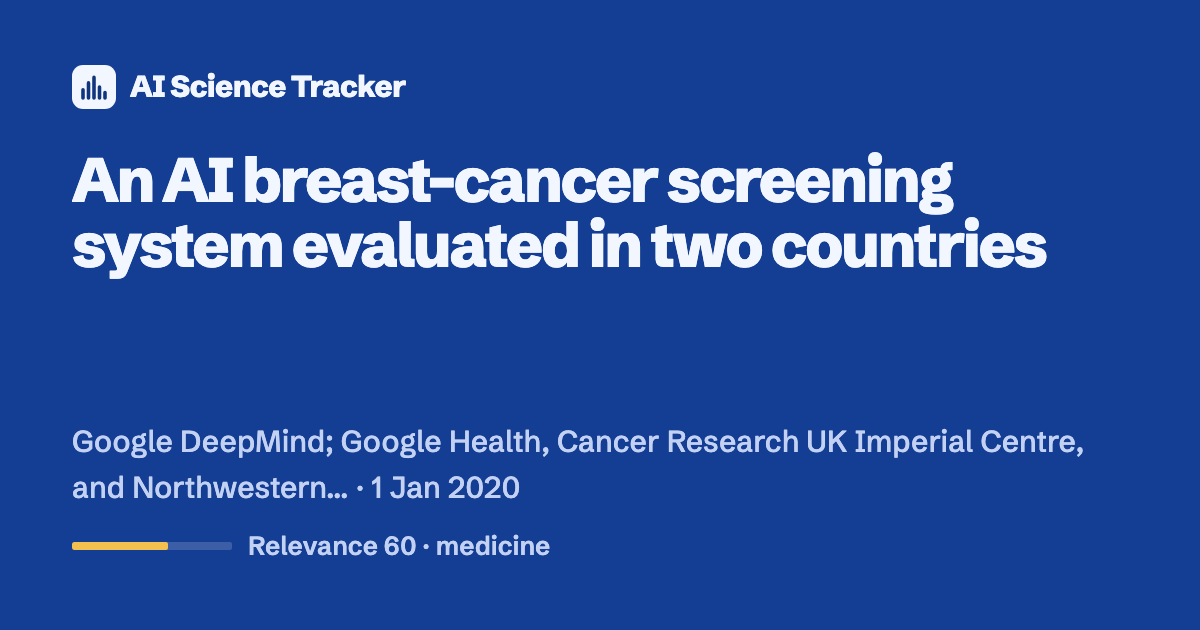 AI Science Tracker
An AI breast-cancer screening
system evaluated in two countries
Google DeepMind; Google Health, Cancer Research UK Imperial Centre,
and Northwestern... · 1 Jan 2020
Relevance 60 · medicine